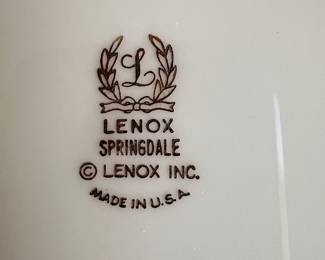 L
LENOX
SPRINGDALE
© LENOX INC.
MADE IN U.S.A.